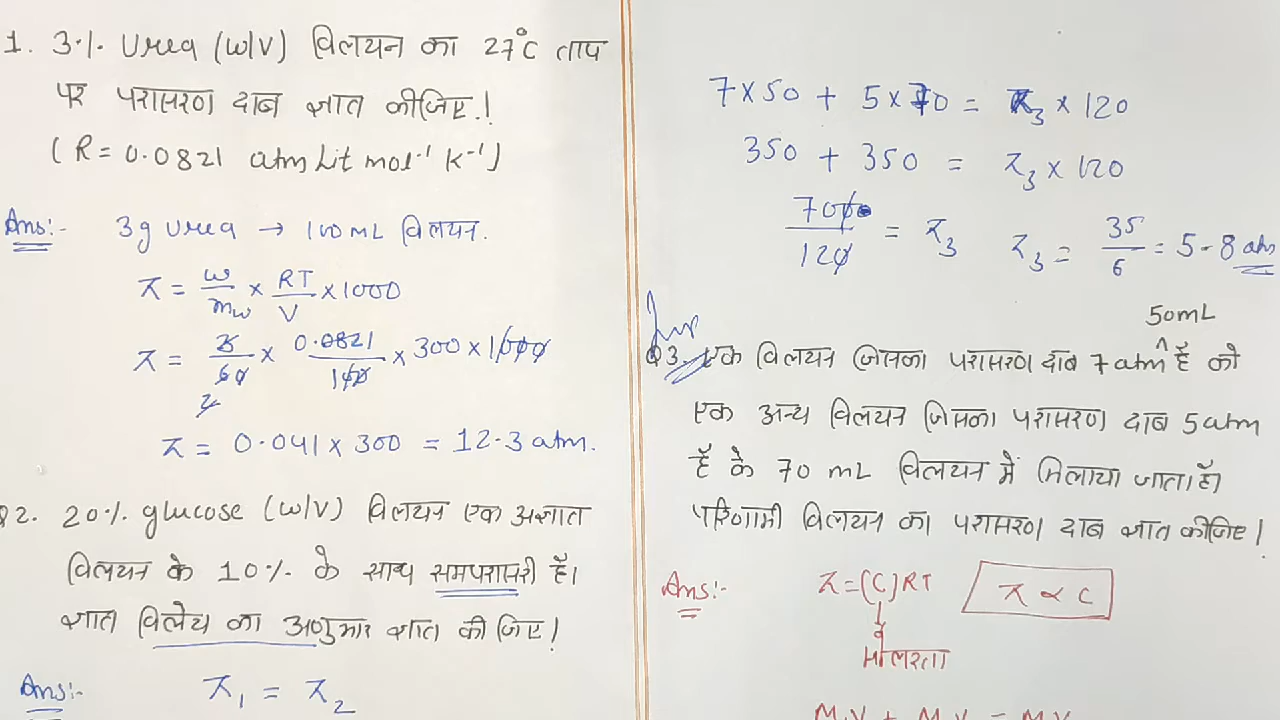 1. 3% Urea (w/v) विलयन का 27°C ताप
पर परासरण दाब ज्ञात कीजिए!
(R = 0.0821 atm Lit mol⁻¹ K⁻¹)
Ans:- 3g urea → 100mL विलयन.
π = w/mw × RT/V × 1000
π = 3/60 × 0.0821/100 × 300 × 1000
2
π = 0.041 × 300 = 12.3 atm.
Q2. 20% glucose (w/v) विलयन एक अज्ञात
विलयन के 10% के साथ समपरासरी है।
ज्ञात विलेय का अणुभार ज्ञात कीजिए!
Ans:- π₁ = π₂
7×50 + 5×70 = π₃ × 120
350 + 350 = π₃ × 120
700/120 = π₃ π₃ = 35/6 = 5-8 atm
Imp
50mL
Q3. एक विलयन जिसका परासरण दाब 7 atm ^ है को
एक अन्य विलयन जिसका परासरण दाब 5 atm
है के 70 mL विलयन में मिलाया जाता है।
परिणामी विलयन का परासरण दाब ज्ञात कीजिए!
Ans:- π = (C)RT π ∝ C
मोलरता
M₁V₁ + M₂V₂ = M₃V₃